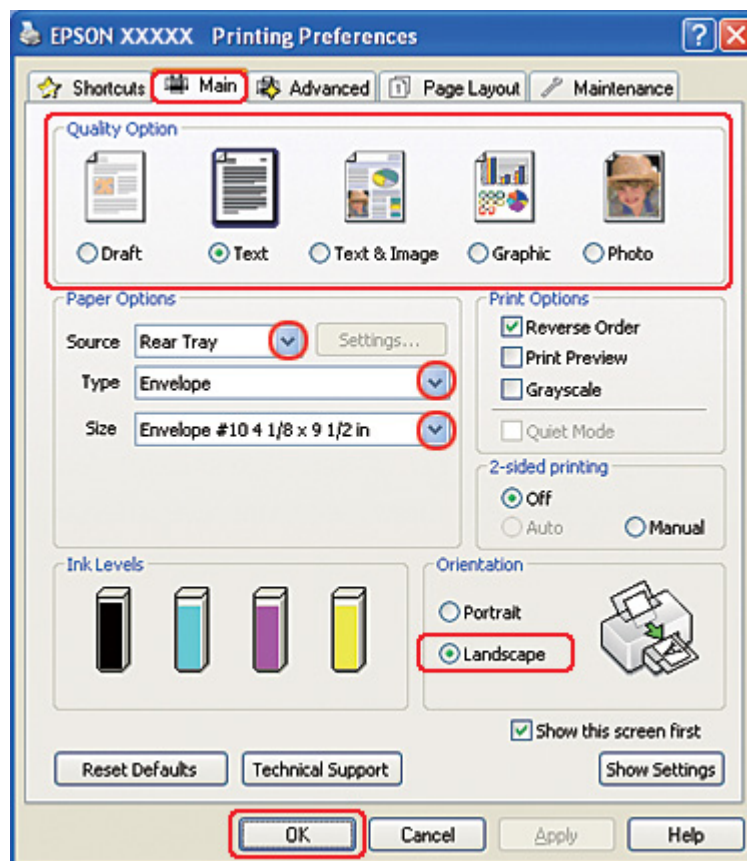 EPSON XXXXX Printing Preferences
Shortcuts Main Advanced 1 Page Layout Maintenance
Quality Option
Draft Text Text & Image Graphic Photo
Paper Options
Source Rear Tray Settings...
Type Envelope
Size Envelope #10 4 1/8 x 9 1/2 in
Print Options
Reverse Order
Print Preview
Grayscale
Quiet Mode
2-sided printing
Off
Auto Manual
Ink Levels
Orientation
Portrait
Landscape
A
Show this screen first
Reset Defaults Technical Support Show Settings
OK Cancel Apply Help